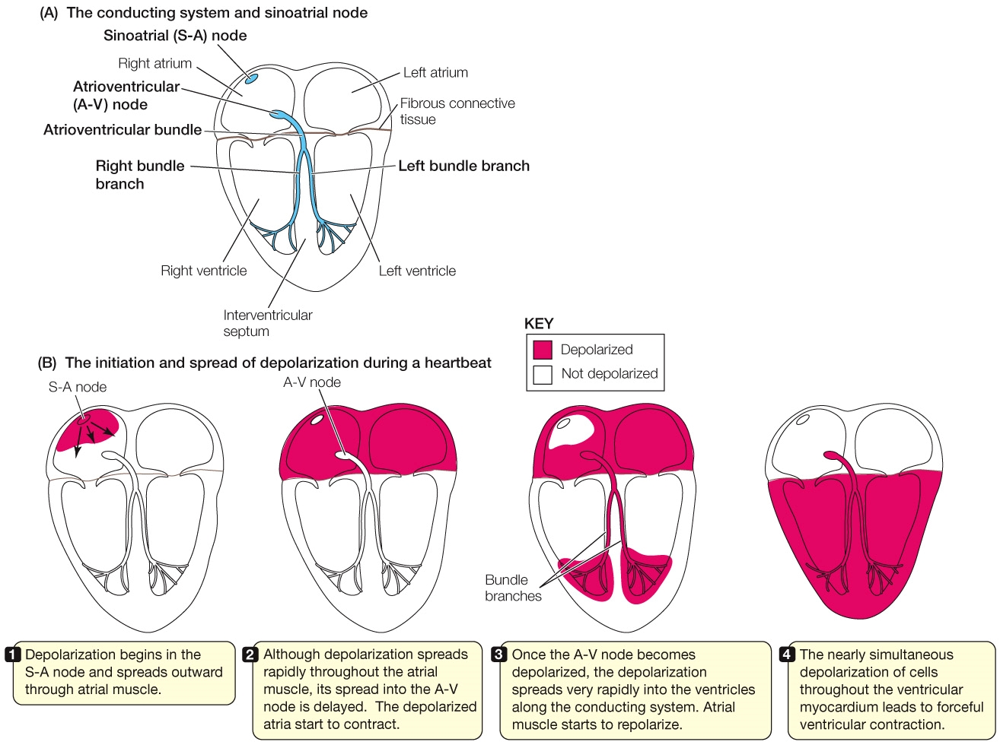 (A) The conducting system and sinoatrial node
Sinoatrial (S-A) node
Right atrium
Left atrium
Atrioventricular
(A-V) node
Fibrous connective
tissue
Atrioventricular bundle
Right bundle
branch
Left bundle branch
Right ventricle
Left ventricle
Interventricular
septum
KEY
Depolarized
Not depolarized
(B) The initiation and spread of depolarization during a heartbeat
S-A node
A-V node
Bundle
branches
1 Depolarization begins in the
S-A node and spreads outward
through atrial muscle.
2 Although depolarization spreads
rapidly throughout the atrial
muscle, its spread into the A-V
node is delayed. The depolarized
atria start to contract.
3 Once the A-V node becomes
depolarized, the depolarization
spreads very rapidly into the ventricles
along the conducting system. Atrial
muscle starts to repolarize.
4 The nearly simultaneous
depolarization of cells
throughout the ventricular
myocardium leads to forceful
ventricular contraction.